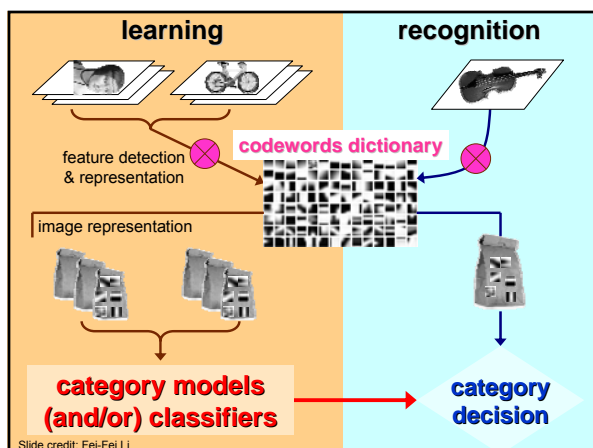 learning
recognition
codewords dictionary
feature detection
& representation
image representation
category models
(and/or) classifiers
category
decision
Slide credit: Fei-Fei Li